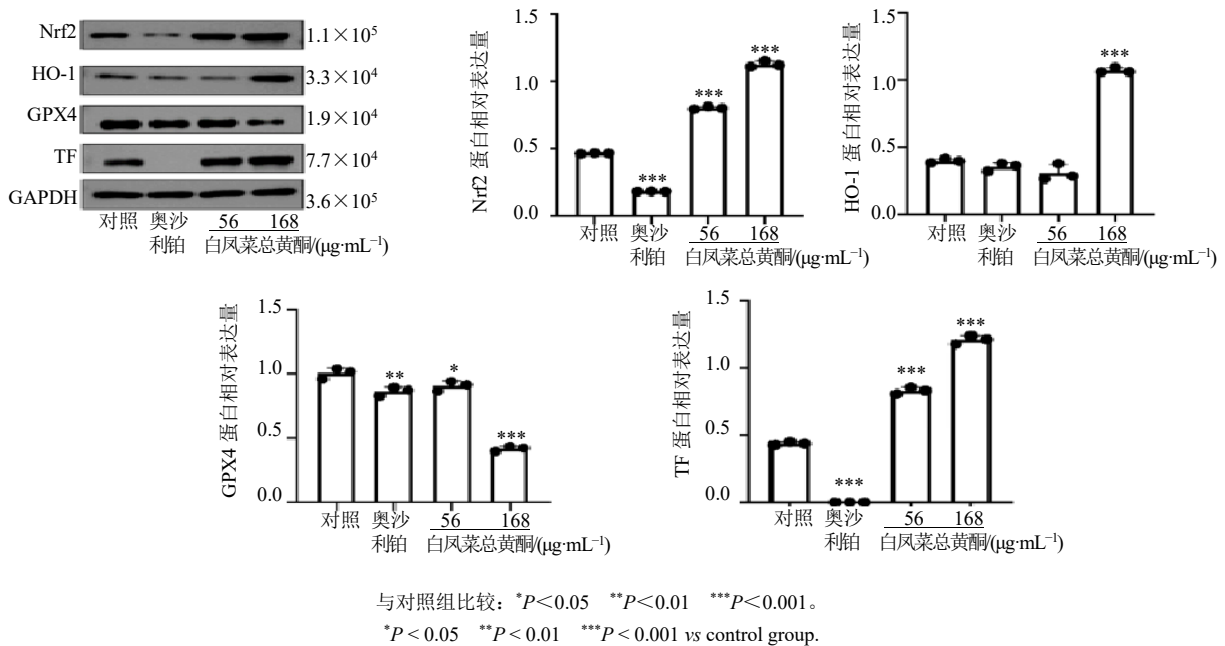 Nrf2 1.1×10⁵
HO-1 3.3×10⁴
GPX4 1.9×10⁴
TF 7.7×10⁴
GAPDH 3.6×10⁵
对照 奥沙利铂 56 168
白凤菜总黄酮/(μg·mL⁻¹)
Nrf2 蛋白相对表达量
1.5
1.0
0.5
0.0
***
***
***
对照 奥沙利铂 56 168
白凤菜总黄酮/(μg·mL⁻¹)
HO-1 蛋白相对表达量
1.5
1.0
0.5
0.0
***
对照 奥沙利铂 56 168
白凤菜总黄酮/(μg·mL⁻¹)
GPX4 蛋白相对表达量
1.5
1.0
0.5
0.0
**
*
***
对照 奥沙利铂 56 168
白凤菜总黄酮/(μg·mL⁻¹)
TF 蛋白相对表达量
1.5
1.0
0.5
0.0
***
***
***
对照 奥沙利铂 56 168
白凤菜总黄酮/(μg·mL⁻¹)
与对照组比较：*P＜0.05 **P＜0.01 ***P＜0.001。
*P < 0.05 **P < 0.01 ***P < 0.001 vs control group.